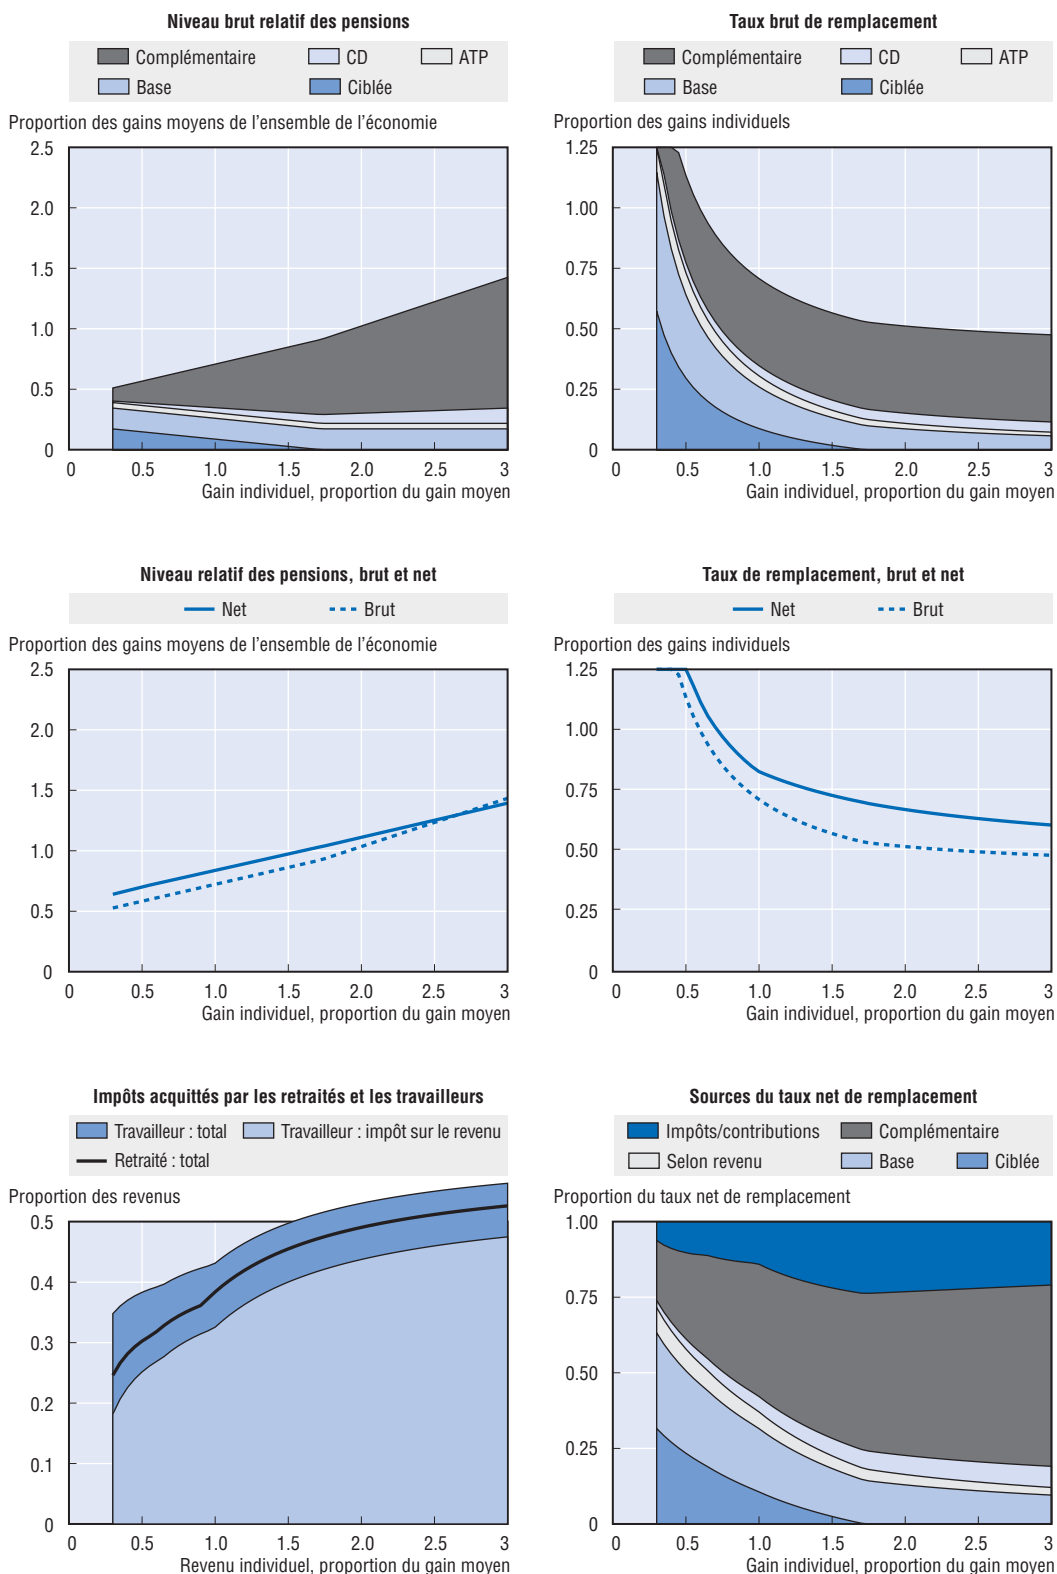 Niveau brut relatif des pensions
Complémentaire CD ATP
Base Ciblée
Proportion des gains moyens de l'ensemble de l'économie
2.5
2.0
1.5
1.0
0.5
0
0 0.5 1.0 1.5 2.0 2.5 3
Gain individuel, proportion du gain moyen
Taux brut de remplacement
Complémentaire CD ATP
Base Ciblée
Proportion des gains individuels
1.25
1.00
0.75
0.50
0.25
0
0 0.5 1.0 1.5 2.0 2.5 3
Gain individuel, proportion du gain moyen
Niveau relatif des pensions, brut et net
Net Brut
Proportion des gains moyens de l'ensemble de l'économie
2.5
2.0
1.5
1.0
0.5
0
0 0.5 1.0 1.5 2.0 2.5 3
Gain individuel, proportion du gain moyen
Taux de remplacement, brut et net
Net Brut
Proportion des gains individuels
1.25
1.00
0.75
0.50
0.25
0
0 0.5 1.0 1.5 2.0 2.5 3
Gain individuel, proportion du gain moyen
Impôts acquittés par les retraités et les travailleurs
Travailleur : total Travailleur : impôt sur le revenu
Retraité : total
Proportion des revenus
0.5
0.4
0.3
0.2
0.1
0
0 0.5 1.0 1.5 2.0 2.5 3
Revenu individuel, proportion du gain moyen
Sources du taux net de remplacement
Impôts/contributions Complémentaire
Selon revenu Base Ciblée
Proportion du taux net de remplacement
1.00
0.75
0.50
0.25
0
0 0.5 1.0 1.5 2.0 2.5 3
Gain individuel, proportion du gain moyen